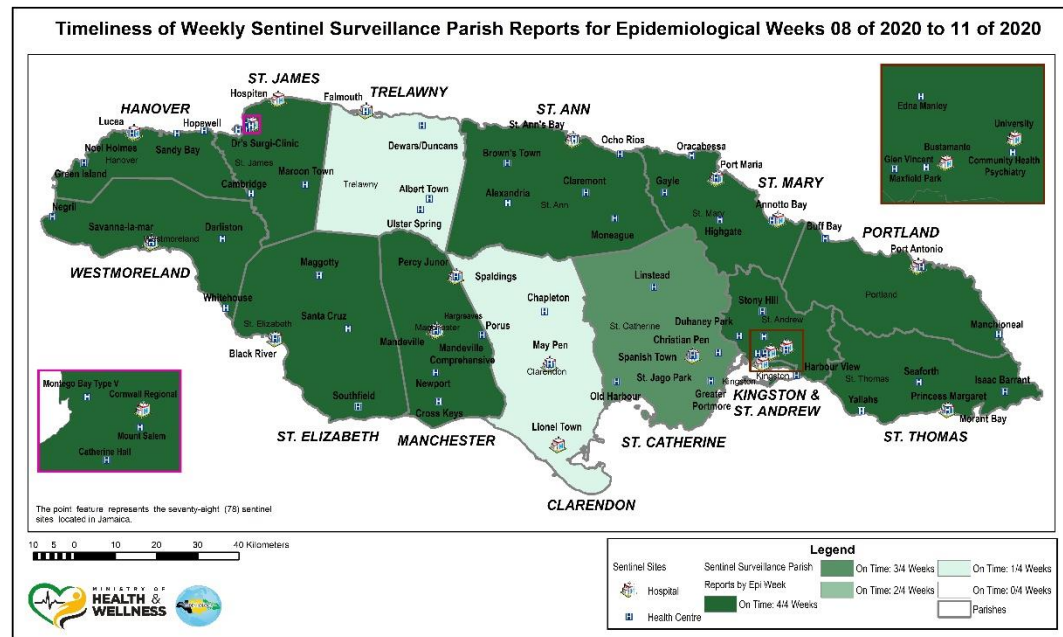 Timeliness of Weekly Sentinel Surveillance Parish Reports for Epidemiological Weeks 08 of 2020 to 11 of 2020
ST. JAMES
Hospiten
Falmouth
TRELAWNY
HANOVER
Lucea
Hopewell
ST. ANN
St. Ann's Bay
Ocho Rios
Edna Manley
University
Bustamante
Glen Vincent
Community Health
Psychiatry
Maxfield Park
Noel Holmes
Hanover
Sandy Bay
Green Island
Dr's Surgi-Clinic
St. James
Maroon Town
Cambridge
Dewars/Duncans
Trelawny
Albert Town
Ulster Spring
Brown's Town
Claremont
Alexandria
St. Ann
Moneague
Oracabessa
Port Maria
Gayle
ST. MARY
St. Mary
Highgate
Annotto Bay
Buff Bay
PORTLAND
Port Antonio
Portland
Manchioneal
Negril
Savanna-la-mar
Westmoreland
Darliston
WESTMORELAND
Whitehouse
Maggotty
St. Elizabeth
Santa Cruz
Black River
Southfield
ST. ELIZABETH
Percy Junor
Spaldings
Hargreaves
Manchester
Mandeville
Porus
Mandeville
Comprehensive
Newport
Cross Keys
MANCHESTER
Chapleton
May Pen
Clarendon
Lionel Town
CLARENDON
Linstead
St. Catherine
Duhaney Park
Christian Pen
Spanish Town
St. Jago Park
Old Harbour
Greater
Portmore
ST. CATHERINE
Stony Hill
St. Andrew
Kingston
Kingston
Harbour View
KINGSTON &
ST. ANDREW
St. Thomas
Seaforth
Isaac Barrant
Princess Margaret
Yallahs
Morant Bay
ST. THOMAS
Montego Bay Type V
Cornwall Regional
Mount Salem
Catherine Hall
The point feature represents the seventy-eight (78) sentinel
sites located in Jamaica.
10 5 0 10 20 30 40 Kilometers
MINISTRY OF
HEALTH &
WELLNESS
Legend
Sentinel Sites
Hospital
Health Centre
Sentinel Surveillance Parish
Reports by Epi Week
On Time: 4/4 Weeks
On Time: 3/4 Weeks
On Time: 2/4 Weeks
On Time: 1/4 Weeks
On Time: 0/4 Weeks
Parishes